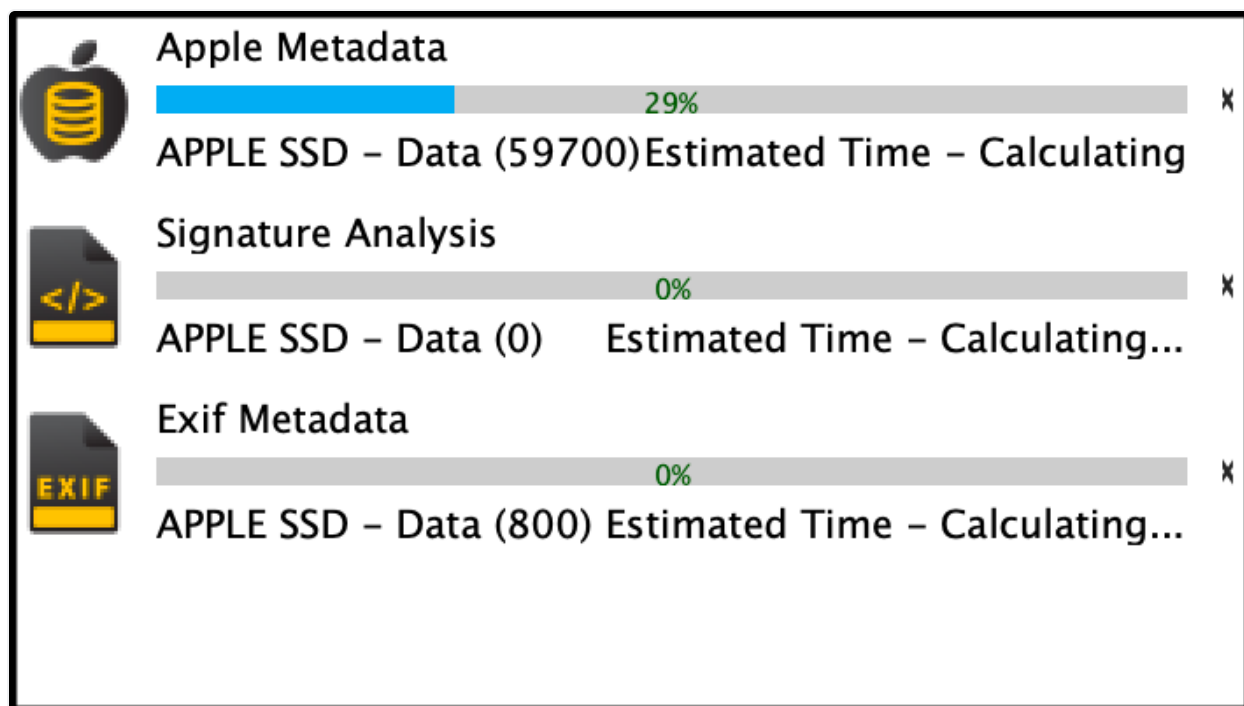 Apple Metadata
29%
x
APPLE SSD – Data (59700) Estimated Time – Calculating
Signature Analysis
</>
0%
x
APPLE SSD – Data (0) Estimated Time – Calculating...
Exif Metadata
EXIF
0%
x
APPLE SSD – Data (800) Estimated Time – Calculating...